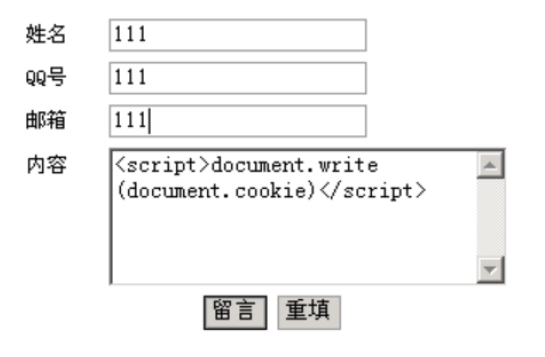 姓名 111
QQ号 111
邮箱 111
内容 <script>document.write
(document.cookie)</script>
留言 重填